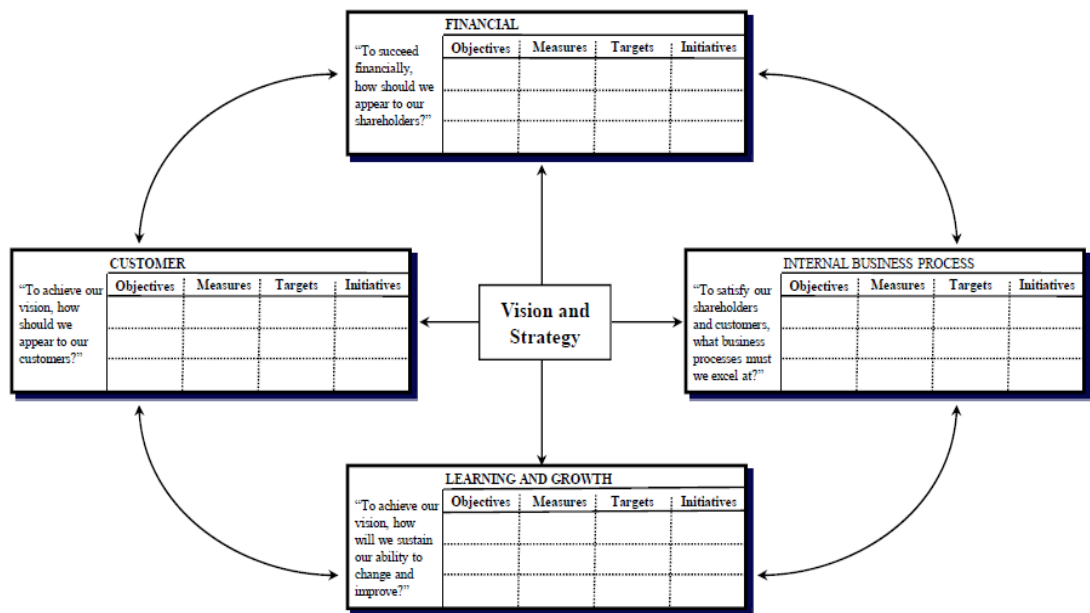 FINANCIAL
“To succeed
financially,
how should we
appear to our
shareholders?”
Objectives Measures Targets Initiatives
CUSTOMER
“To achieve our
vision, how
should we
appear to our
customers?”
Objectives Measures Targets Initiatives
Vision and
Strategy
INTERNAL BUSINESS PROCESS
“To satisfy our
shareholders
and customers,
what business
processes must
we excel at?”
Objectives Measures Targets Initiatives
LEARNING AND GROWTH
“To achieve our
vision, how
will we sustain
our ability to
change and
improve?”
Objectives Measures Targets Initiatives